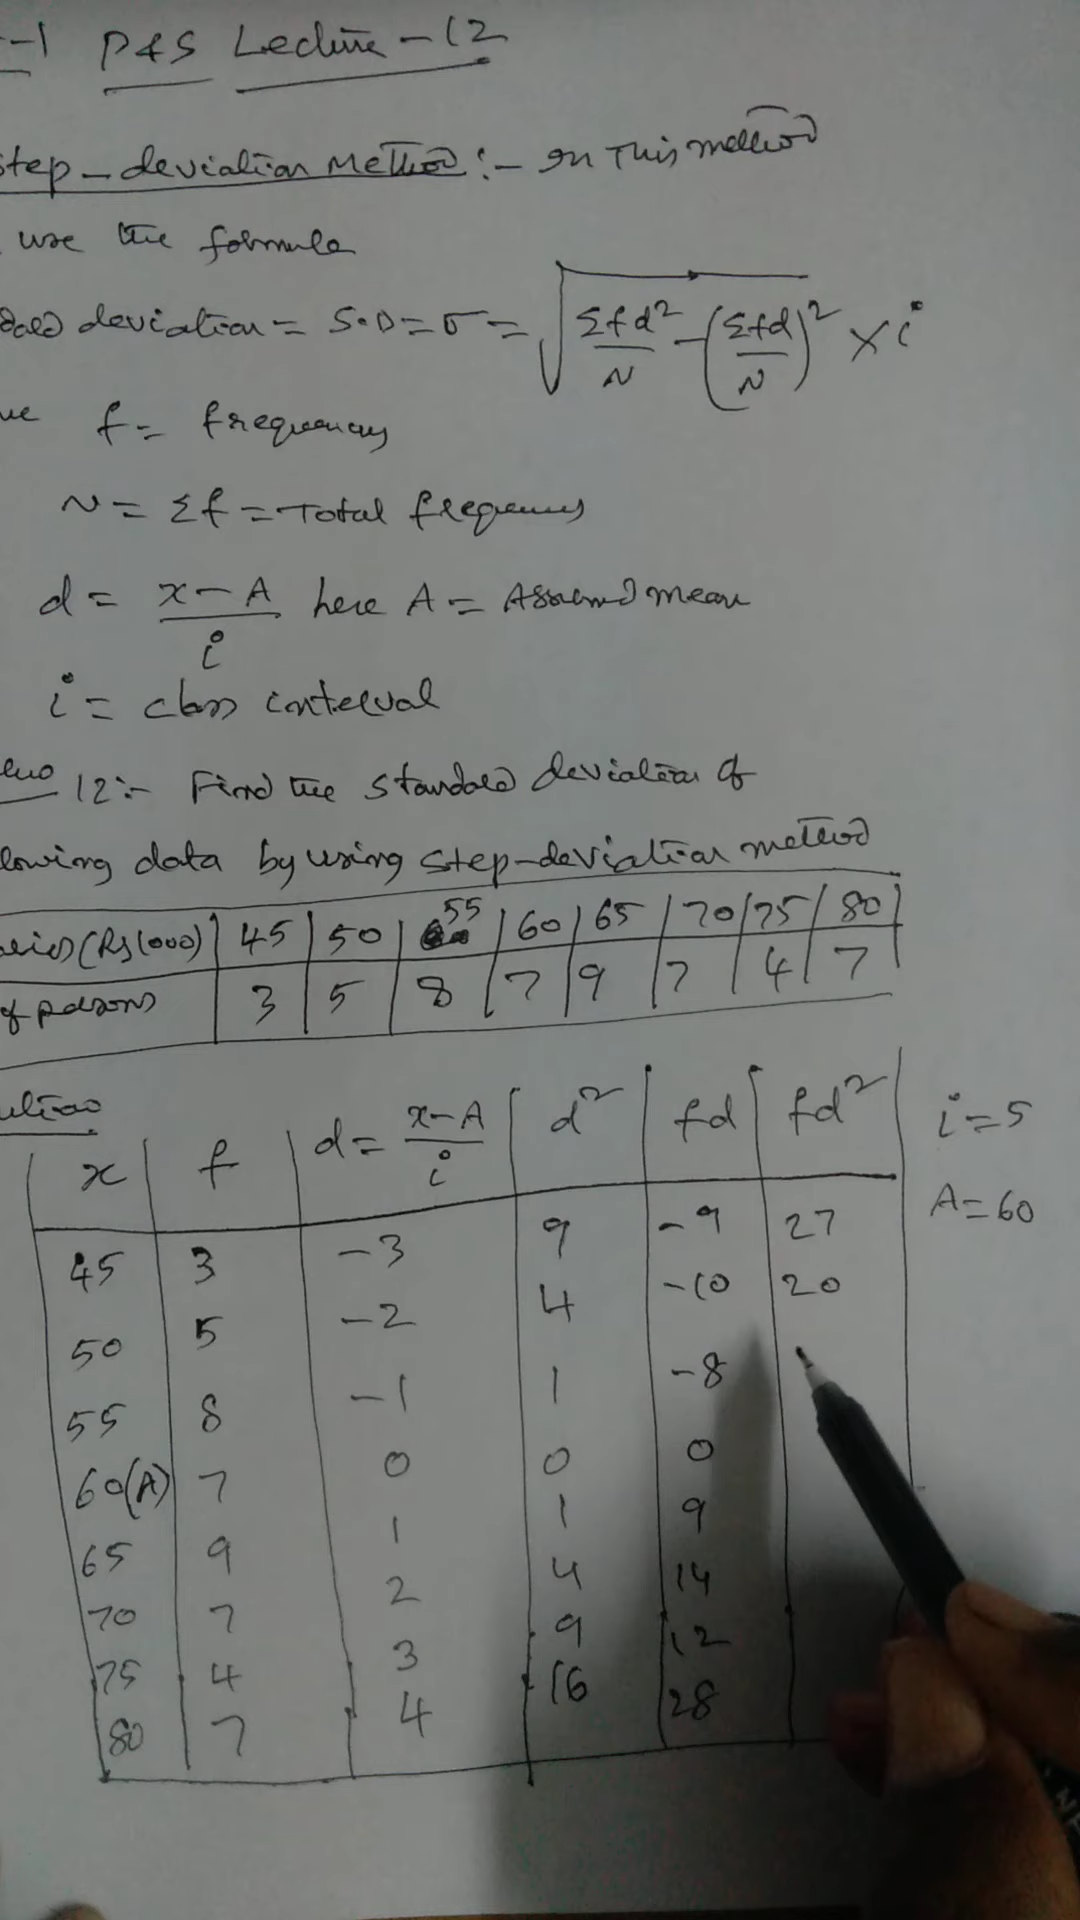 -1 P&S Lecture-12
step-deviation Method:- In This method
use the formula
deviation = S.D = σ = √(Σfd²/N - (Σfd/N)²) × i
f = frequency
N = Σf = Total frequency
d = x-A/i here A = Assumed mean
i = class interval
12:- Find the standard deviation of
lowing data by using step-deviation method
(Rs 1000) | 45 | 50 | 55 | 60 | 65 | 70 | 75 | 80
of persons | 3 | 5 | 8 | 7 | 9 | 7 | 4 | 7
x | f | d = x-A/i | d² | fd | fd² | i=5
A=60
45 3 -3 9 -9 27
50 5 -2 4 -10 20
55 8 -1 1 -8
60(A) 7 0 0 0
65 9 1 1 9
70 7 2 4 14
75 4 3 9 12
80 7 4 16 28